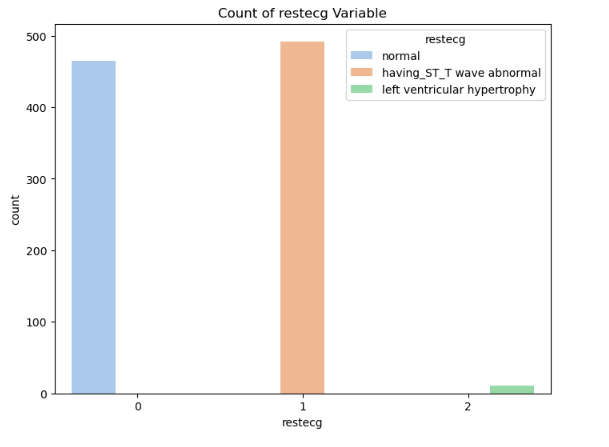 Count of restecg Variable
restecg
normal
having_ST_T wave abnormal
left ventricular hypertrophy
500
400
300
200
100
0
count
0 1 2
restecg